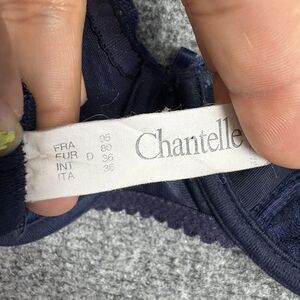 FRA 95
EUR D 80
INT 36
ITA 36
Chantelle